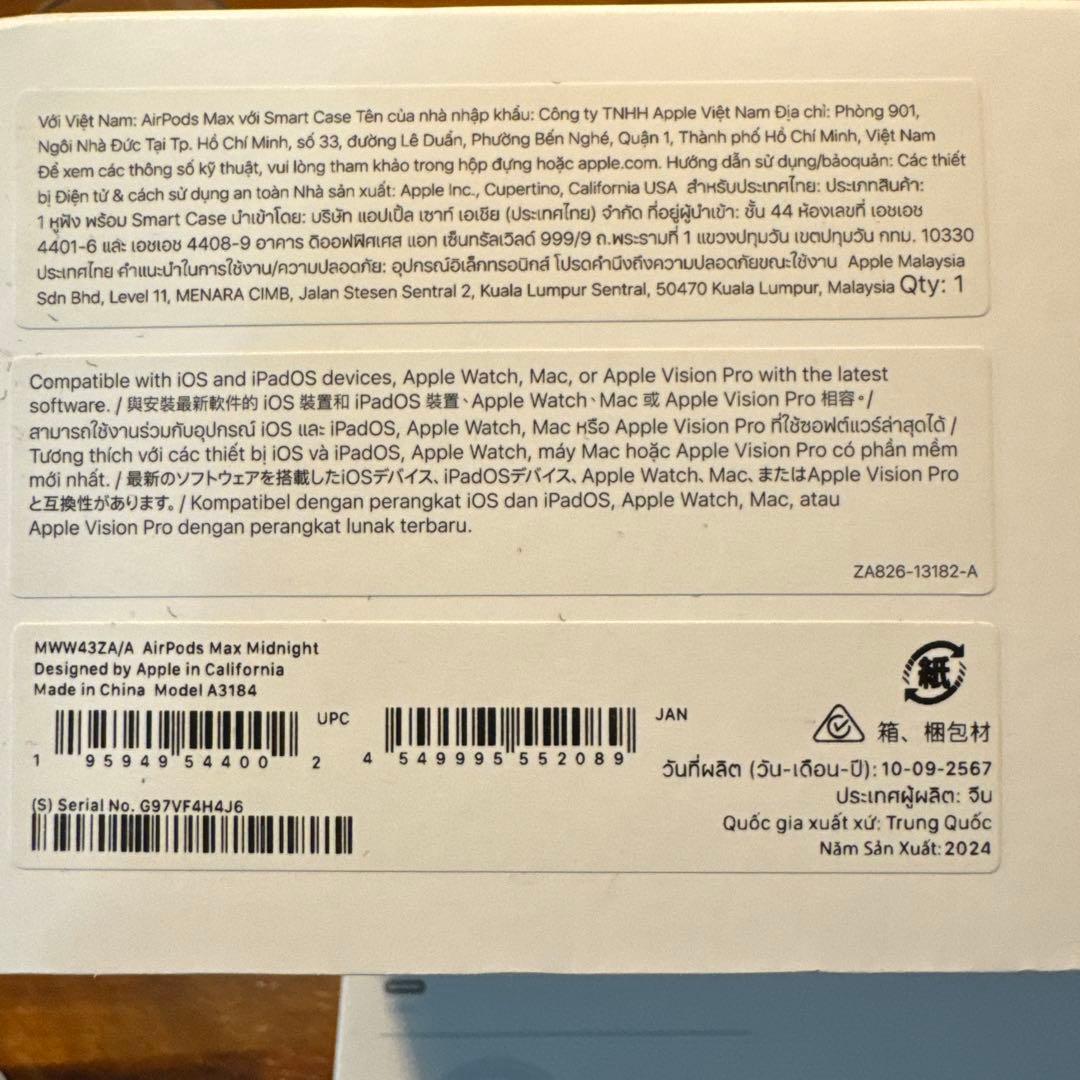 Với Việt Nam: AirPods Max với Smart Case Tên của nhà nhập khẩu: Công ty TNHH Apple Việt Nam Địa chỉ: Phòng 901,
Ngôi Nhà Đức Tại Tp. Hồ Chí Minh, số 33, đường Lê Duẩn, Phường Bến Nghé, Quận 1, Thành phố Hồ Chí Minh, Việt Nam
Để xem các thông số kỹ thuật, vui lòng tham khảo trong hộp đựng hoặc apple.com. Hướng dẫn sử dụng/bảoquản: Các thiết
bị Điện tử & cách sử dụng an toàn Nhà sản xuất: Apple Inc., Cupertino, California USA สำหรับประเทศไทย: ประเภทสินค้า:
1 หูฟัง พร้อม Smart Case นำเข้าโดย: บริษัท แอปเปิ้ล เซาท์ เอเชีย (ประเทศไทย) จำกัด ที่อยู่ผู้นำเข้า: ชั้น 44 ห้องเลขที่ เอชเอช
4401-6 และ เอชเอช 4408-9 อาคาร ดิออฟฟิศเศส แอท เซ็นทรัลเวิลด์ 999/9 ถ.พระรามที่ 1 แขวงปทุมวัน เขตปทุมวัน กทม. 10330
ประเทศไทย คำแนะนำในการใช้งาน/ความปลอดภัย: อุปกรณ์อิเล็กทรอนิกส์ โปรดคำนึงถึงความปลอดภัยขณะใช้งาน Apple Malaysia
Sdn Bhd, Level 11, MENARA CIMB, Jalan Stesen Sentral 2, Kuala Lumpur Sentral, 50470 Kuala Lumpur, Malaysia Qty: 1
Compatible with iOS and iPadOS devices, Apple Watch, Mac, or Apple Vision Pro with the latest
software. / 與安裝最新軟件的 iOS 裝置和 iPadOS 裝置、Apple Watch、Mac 或 Apple Vision Pro 相容。/
สามารถใช้งานร่วมกับอุปกรณ์ iOS และ iPadOS, Apple Watch, Mac หรือ Apple Vision Pro ที่ใช้ซอฟต์แวร์ล่าสุดได้ /
Tương thích với các thiết bị iOS và iPadOS, Apple Watch, máy Mac hoặc Apple Vision Pro có phần mềm
mới nhất. / 最新のソフトウェアを搭載したiOSデバイス、iPadOSデバイス、Apple Watch、Mac、またはApple Vision Pro
と互換性があります。/ Kompatibel dengan perangkat iOS dan iPadOS, Apple Watch, Mac, atau
Apple Vision Pro dengan perangkat lunak terbaru.
ZA826-13182-A
MWW43ZA/A AirPods Max Midnight
Designed by Apple in California
Made in China Model A3184
UPC
1 95949 54400 2
JAN
4 549995 552089
(S) Serial No. G97VF4H4J6
紙
箱、梱包材
วันที่ผลิต (วัน-เดือน-ปี): 10-09-2567
ประเทศผู้ผลิต: จีน
Quốc gia xuất xứ: Trung Quốc
Năm Sản Xuất: 2024